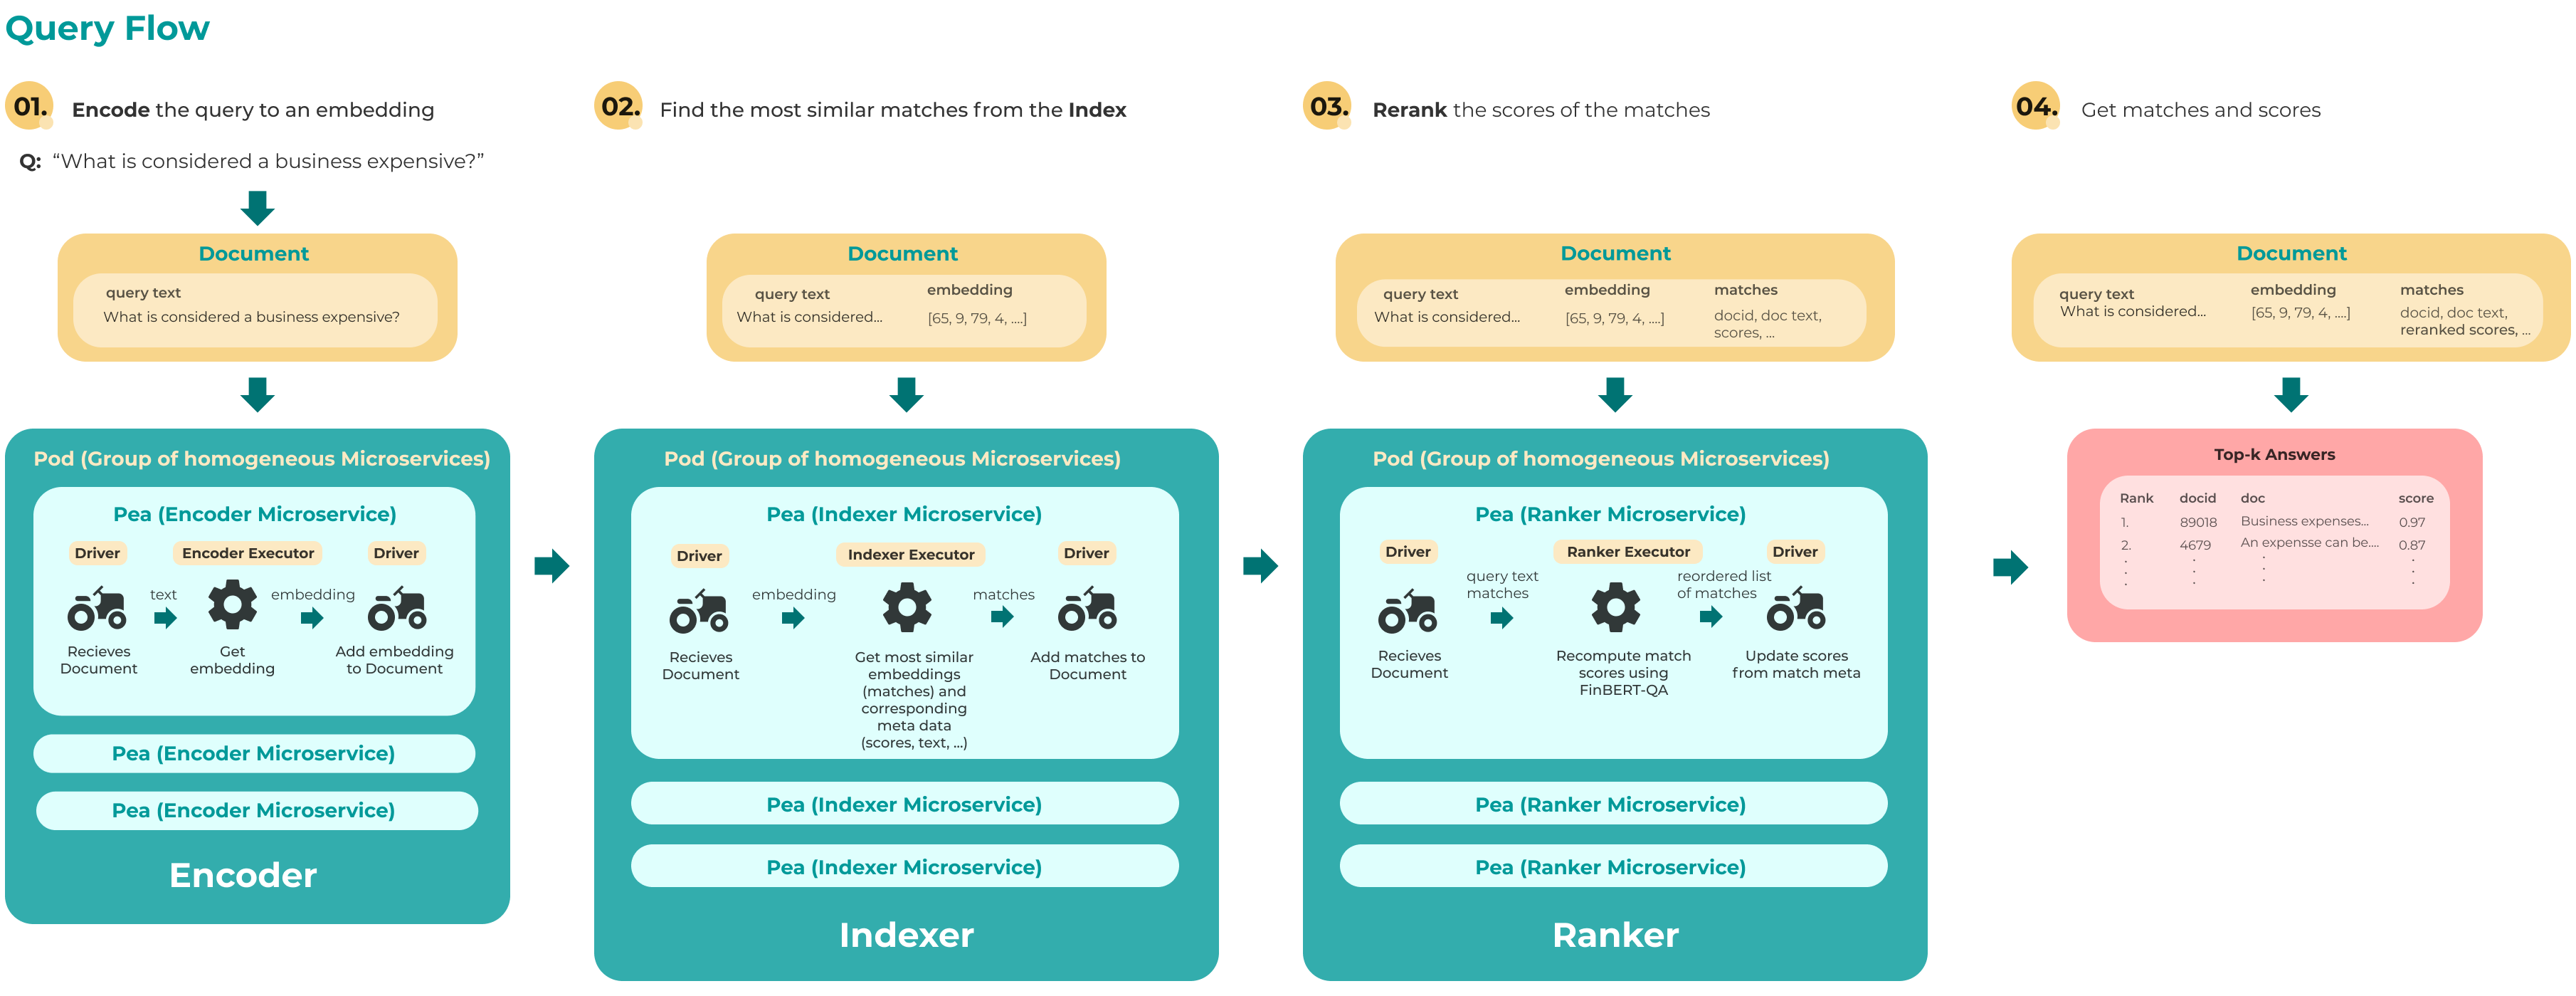 Query Flow
01.
Encode the query to an embedding
Q: “What is considered a business expensive?”
Document
query text
What is considered a business expensive?
Pod (Group of homogeneous Microservices)
Pea (Encoder Microservice)
Driver
Encoder Executor
Driver
text
embedding
Recieves
Document
Get
embedding
Add embedding
to Document
Pea (Encoder Microservice)
Pea (Encoder Microservice)
Encoder
02.
Find the most similar matches from the Index
Document
query text
What is considered...
embedding
[65, 9, 79, 4, ....]
Pod (Group of homogeneous Microservices)
Pea (Indexer Microservice)
Driver
Indexer Executor
Driver
embedding
matches
Recieves
Document
Get most similar
embeddings
(matches) and
corresponding
meta data
(scores, text, ...)
Add matches to
Document
Pea (Indexer Microservice)
Pea (Indexer Microservice)
Indexer
03.
Rerank the scores of the matches
Document
query text
What is considered...
embedding
[65, 9, 79, 4, ....]
matches
docid, doc text,
scores, ...
Pod (Group of homogeneous Microservices)
Pea (Ranker Microservice)
Driver
Ranker Executor
Driver
query text
matches
reordered list
of matches
Recieves
Document
Recompute match
scores using
FinBERT-QA
Update scores
from match meta
Pea (Ranker Microservice)
Pea (Ranker Microservice)
Ranker
04.
Get matches and scores
Document
query text
What is considered...
embedding
[65, 9, 79, 4, ....]
matches
docid, doc text,
reranked scores, ...
Top-k Answers
Rank docid doc score
1. 89018 Business expenses... 0.97
2. 4679 An expensse can be.... 0.87